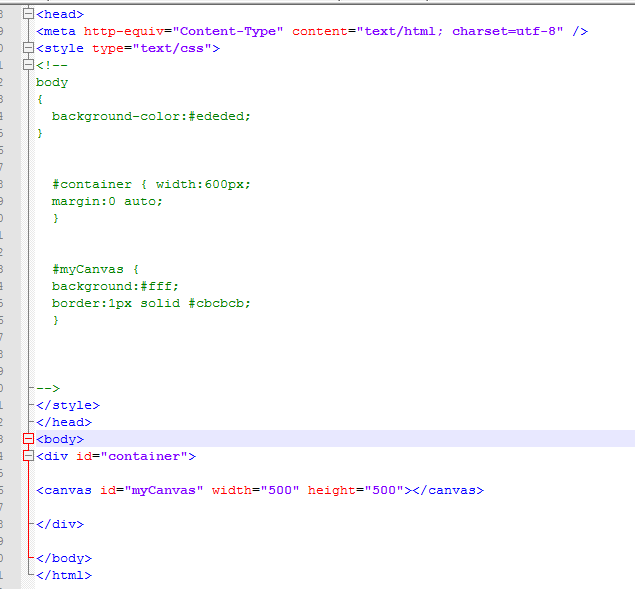 <head>
<meta http-equiv="Content-Type" content="text/html; charset=utf-8" />
<style type="text/css">
<!--
body
{
  background-color:#ededed;
}
  #container { width:600px;
  margin:0 auto;
  }
  #myCanvas {
  background:#fff;
  border:1px solid #cbcbcb;
  }
-->
</style>
</head>
<body>
<div id="container">
<canvas id="myCanvas" width="500" height="500"></canvas>
</div>
</body>
</html>